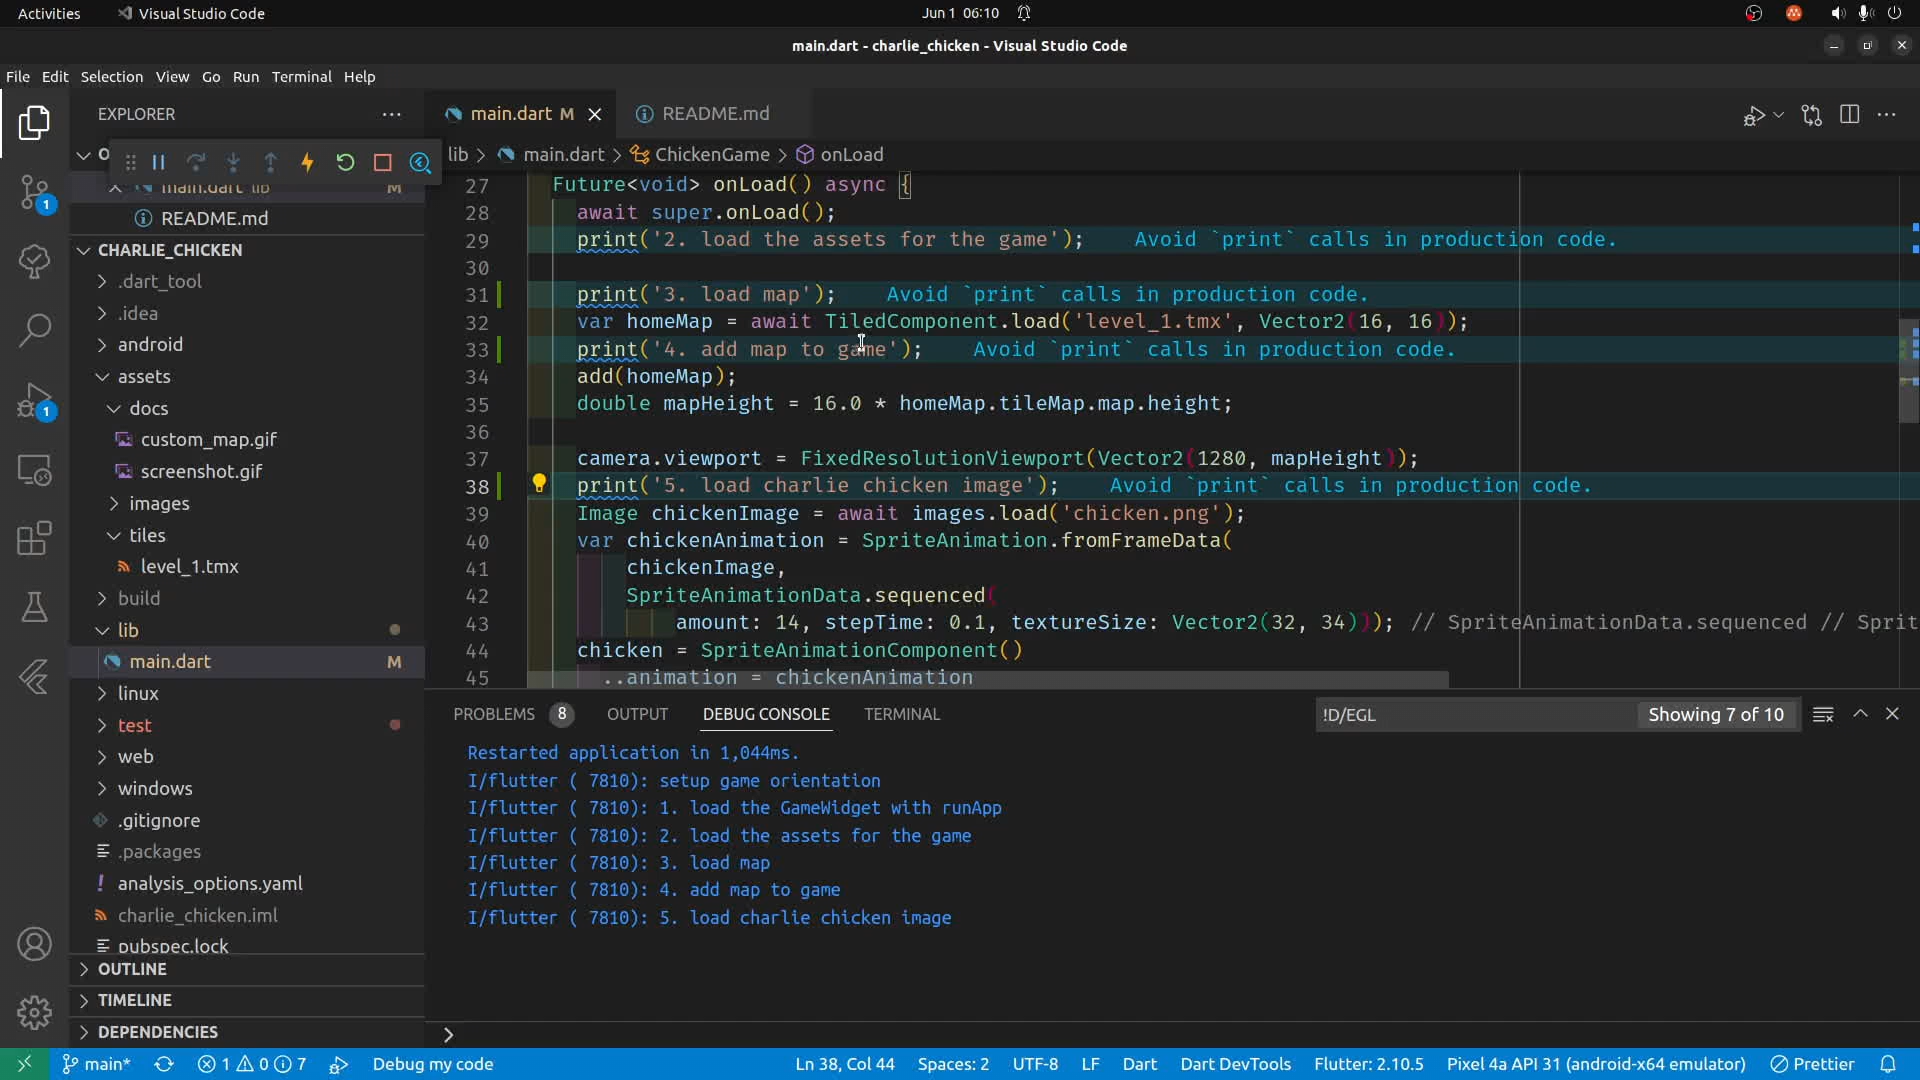 Activities
Visual Studio Code
Jun 1 06:10
main.dart - charlie_chicken - Visual Studio Code
File Edit Selection View Go Run Terminal Help
EXPLORER
main.dart M
README.md
O
lib > main.dart > ChickenGame > onLoad
main.dart lib M
README.md
CHARLIE_CHICKEN
.dart_tool
.idea
android
assets
docs
custom_map.gif
screenshot.gif
images
tiles
level_1.tmx
build
lib
main.dart M
linux
test
web
windows
.gitignore
.packages
analysis_options.yaml
charlie_chicken.iml
pubspec.lock
OUTLINE
TIMELINE
DEPENDENCIES
1
1
27 Future<void> onLoad() async {
28 await super.onLoad();
29 print('2. load the assets for the game'); Avoid `print` calls in production code.
30
31 print('3. load map'); Avoid `print` calls in production code.
32 var homeMap = await TiledComponent.load('level_1.tmx', Vector2(16, 16));
33 print('4. add map to game'); Avoid `print` calls in production code.
34 add(homeMap);
35 double mapHeight = 16.0 * homeMap.tileMap.map.height;
36
37 camera.viewport = FixedResolutionViewport(Vector2(1280, mapHeight));
38 print('5. load charlie chicken image'); Avoid `print` calls in production code.
39 Image chickenImage = await images.load('chicken.png');
40 var chickenAnimation = SpriteAnimation.fromFrameData(
41 chickenImage,
42 SpriteAnimationData.sequenced(
43 amount: 14, stepTime: 0.1, textureSize: Vector2(32, 34))); // SpriteAnimationData.sequenced // Sprit
44 chicken = SpriteAnimationComponent()
45 ..animation = chickenAnimation
PROBLEMS 8 OUTPUT DEBUG CONSOLE TERMINAL
!D/EGL Showing 7 of 10
Restarted application in 1,044ms.
I/flutter ( 7810): setup game orientation
I/flutter ( 7810): 1. load the GameWidget with runApp
I/flutter ( 7810): 2. load the assets for the game
I/flutter ( 7810): 3. load map
I/flutter ( 7810): 4. add map to game
I/flutter ( 7810): 5. load charlie chicken image
main* 1 0 7 Debug my code Ln 38, Col 44 Spaces: 2 UTF-8 LF Dart Dart DevTools Flutter: 2.10.5 Pixel 4a API 31 (android-x64 emulator) Prettier